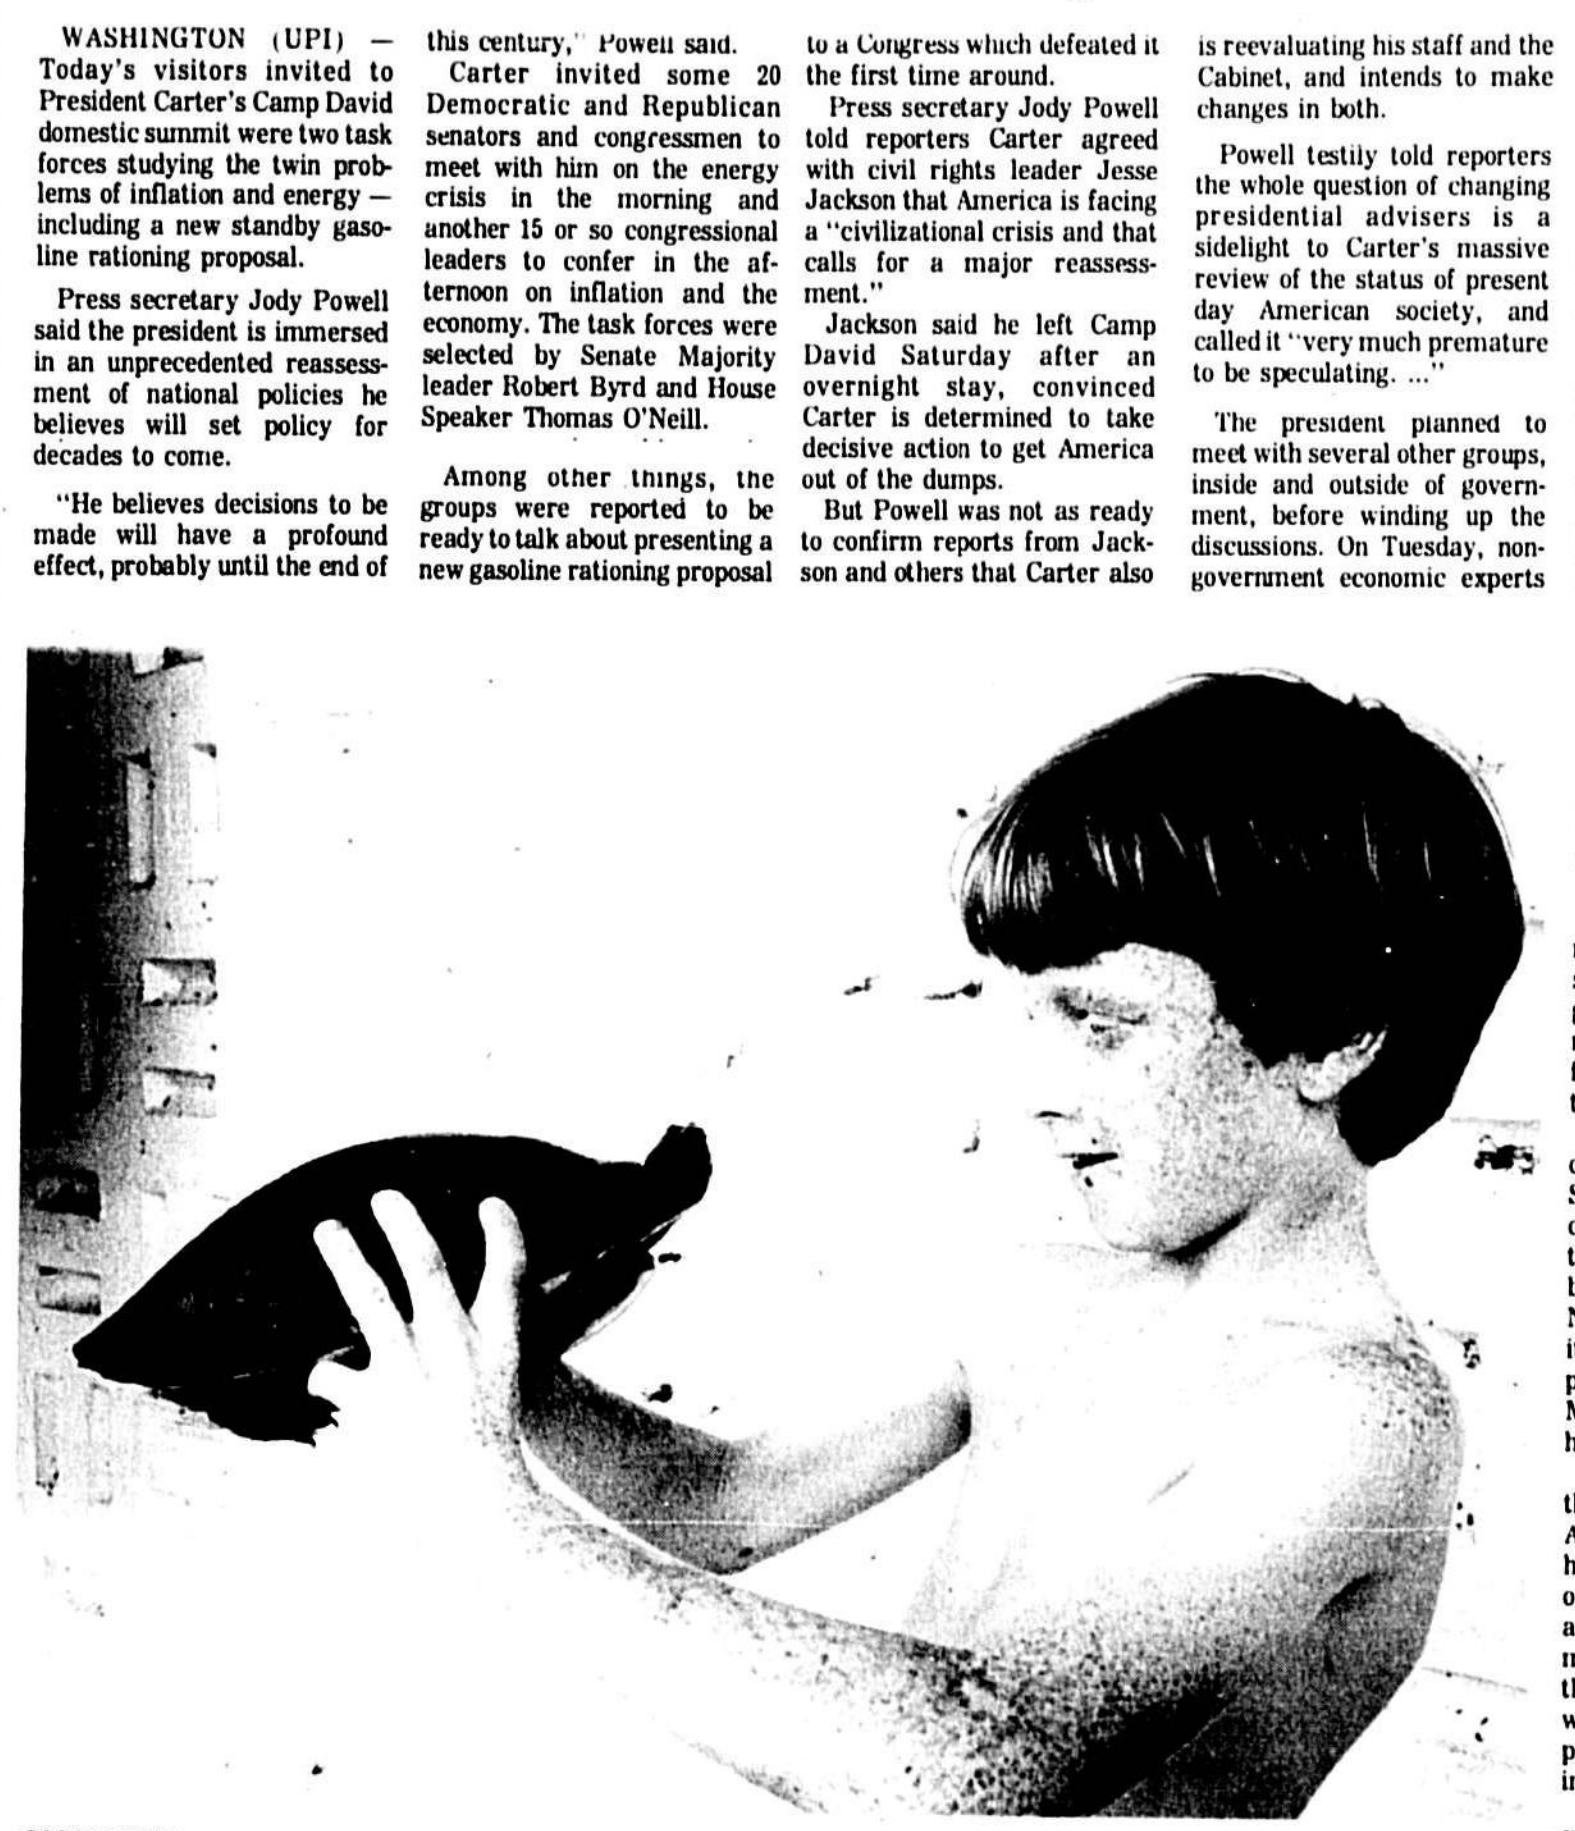 WASHINGTON (UPI) —
Today's visitors invited to
President Carter's Camp David
domestic summit were two task
forces studying the twin prob-
lems of inflation and energy —
including a new standby gaso-
line rationing proposal.
Press secretary Jody Powell
said the president is immersed
in an unprecedented reassess-
ment of national policies he
believes will set policy for
decades to come.
"He believes decisions to be
made will have a profound
effect, probably until the end of
this century," Powell said.
Carter invited some 20
Democratic and Republican
senators and congressmen to
meet with him on the energy
crisis in the morning and
another 15 or so congressional
leaders to confer in the af-
ternoon on inflation and the
economy. The task forces were
selected by Senate Majority
leader Robert Byrd and House
Speaker Thomas O'Neill.
Among other things, the
groups were reported to be
ready to talk about presenting a
new gasoline rationing proposal
to a Congress which defeated it
the first time around.
Press secretary Jody Powell
told reporters Carter agreed
with civil rights leader Jesse
Jackson that America is facing
a "civilizational crisis and that
calls for a major reassess-
ment."
Jackson said he left Camp
David Saturday after an
overnight stay, convinced
Carter is determined to take
decisive action to get America
out of the dumps.
But Powell was not as ready
to confirm reports from Jack-
son and others that Carter also
is reevaluating his staff and the
Cabinet, and intends to make
changes in both.
Powell testily told reporters
the whole question of changing
presidential advisers is a
sidelight to Carter's massive
review of the status of present
day American society, and
called it "very much premature
to be speculating. ..."
The president planned to
meet with several other groups,
inside and outside of govern-
ment, before winding up the
discussions. On Tuesday, non-
government economic experts